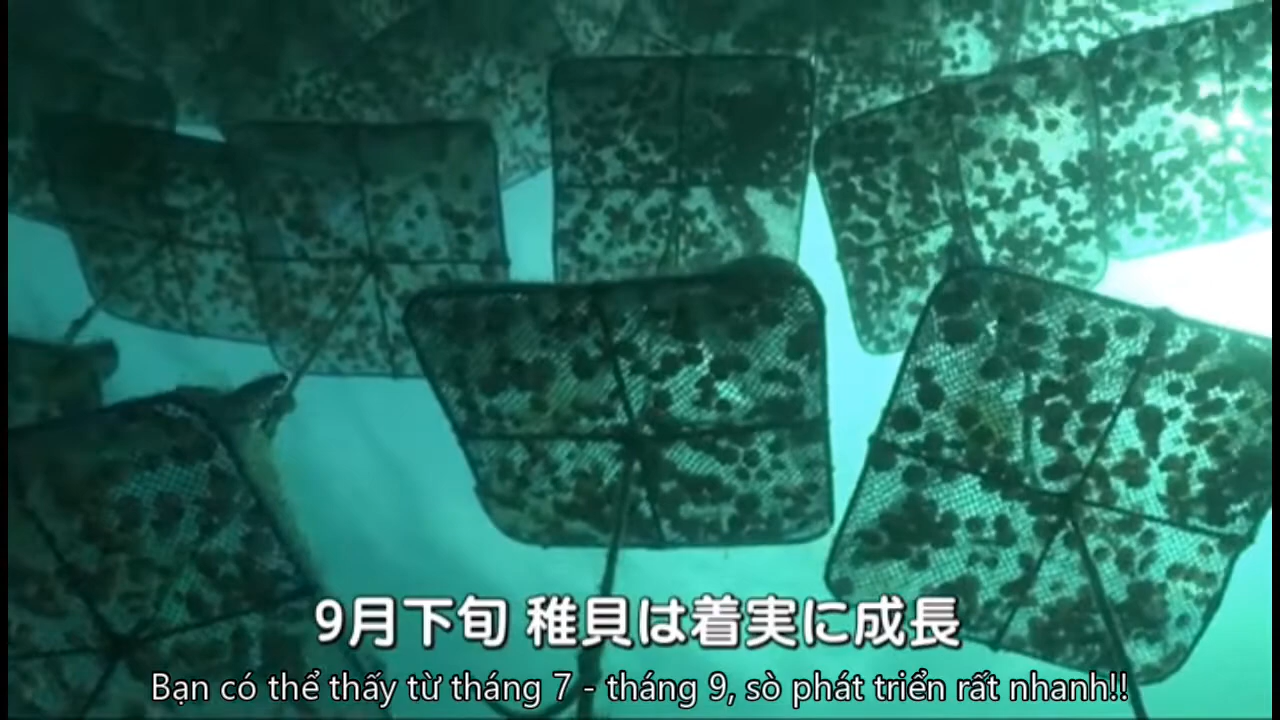 9月下旬 稚貝は着実に成長
Bạn có thể thấy từ tháng 7 - tháng 9, sò phát triển rất nhanh!!